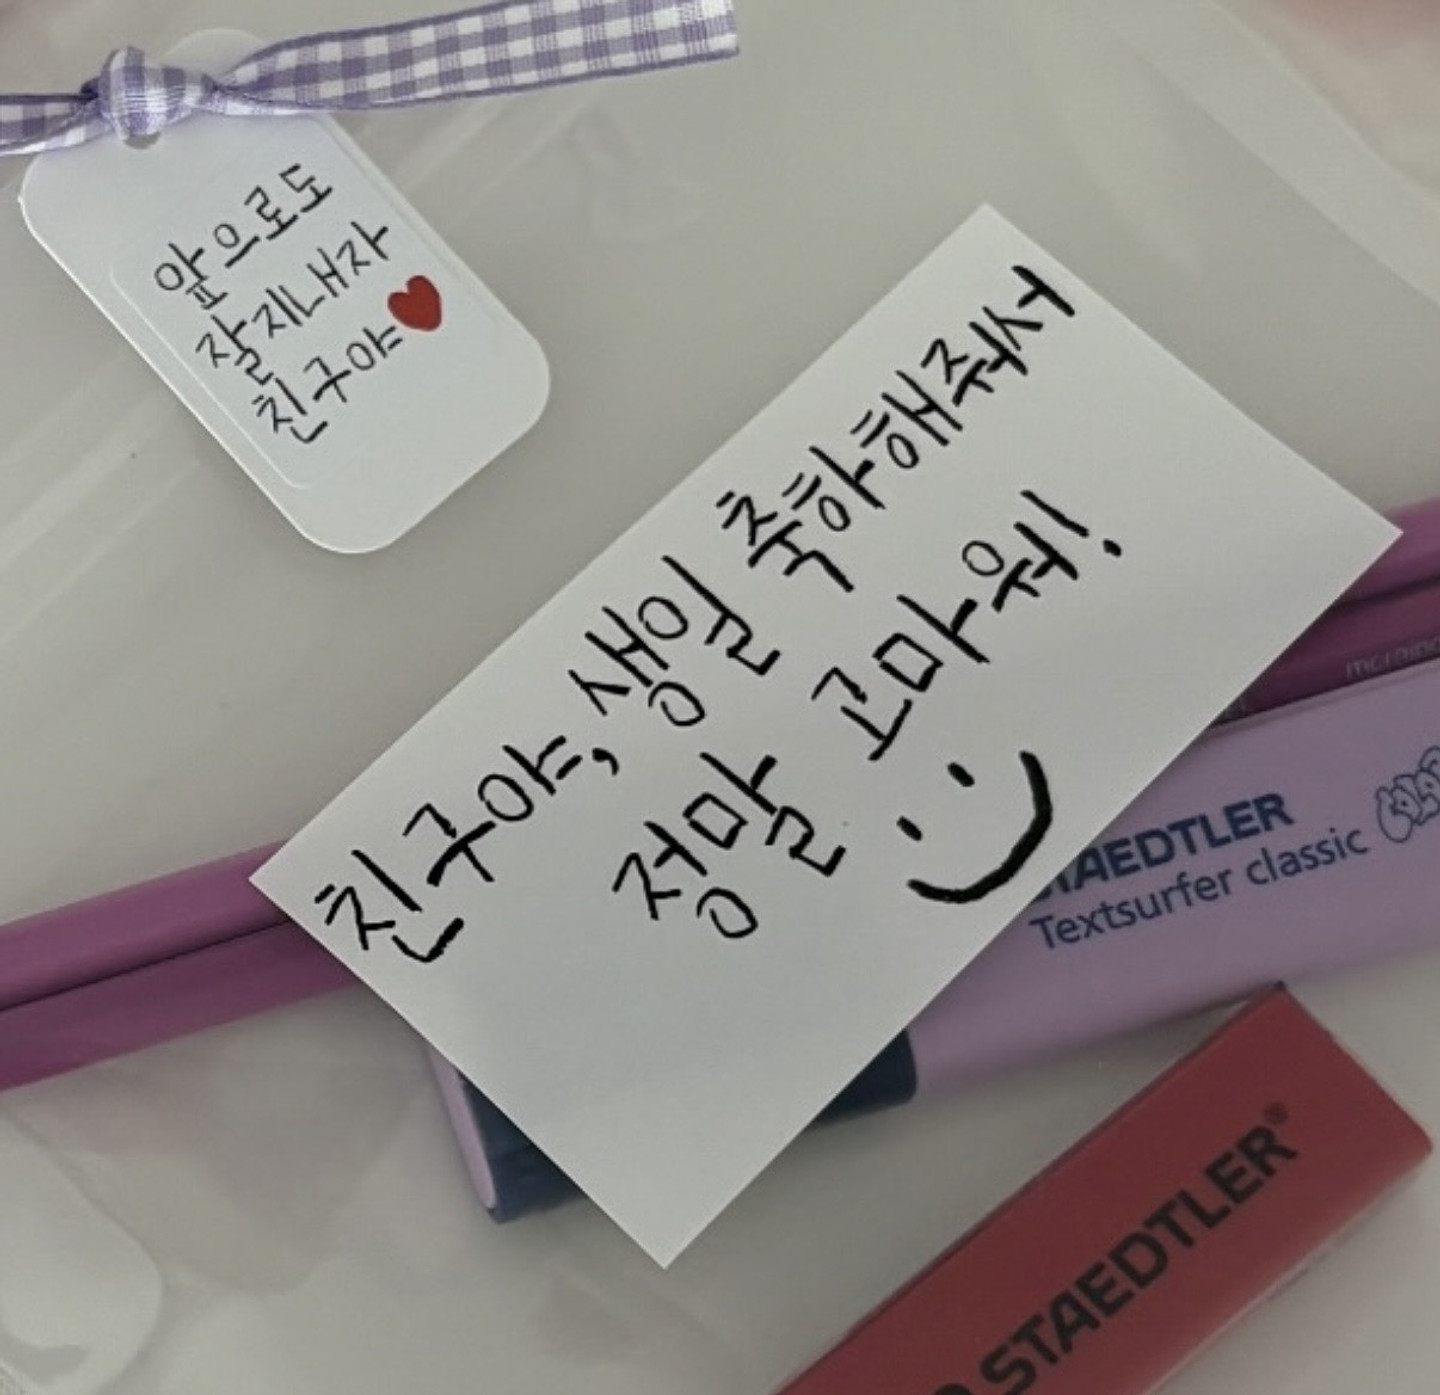 앞으로도
잘지내자
친구야❤
친구야, 생일 축하해줘서
정말 고마워!
STAEDTLER
Textsurfer classic
STAEDTLER®